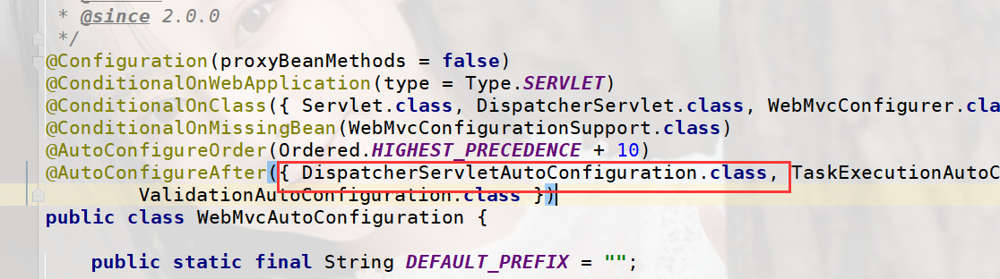 * @since 2.0.0
*/
@Configuration(proxyBeanMethods = false)
@ConditionalOnWebApplication(type = Type.SERVLET)
@ConditionalOnClass({ Servlet.class, DispatcherServlet.class, WebMvcConfigurer.cla
@ConditionalOnMissingBean(WebMvcConfigurationSupport.class)
@AutoConfigureOrder(Ordered.HIGHEST_PRECEDENCE + 10)
@AutoConfigureAfter({ DispatcherServletAutoConfiguration.class, TaskExecutionAutoC
ValidationAutoConfiguration.class })
public class WebMvcAutoConfiguration {
public static final String DEFAULT_PREFIX = "";